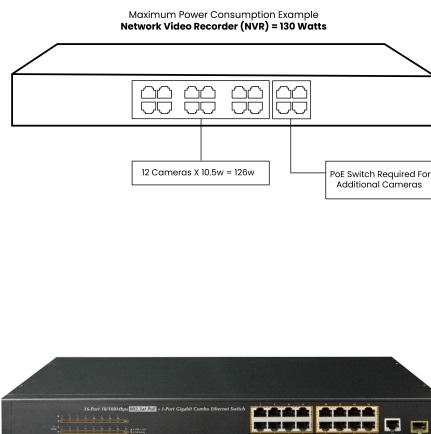 Maximum Power Consumption Example
Network Video Recorder (NVR) = 130 Watts
12 Cameras X 10.5w = 126w
PoE Switch Required For
Additional Cameras
16-Port 10/100Mbps 802.3at PoE + 1-Port Gigabit Combo Ethernet Switch